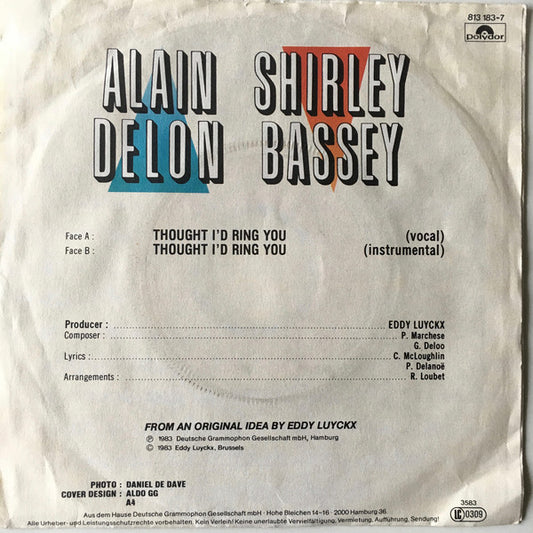 813 183-7
polydor
ALAIN SHIRLEY
DELON BASSEY
Face A : THOUGHT I'D RING YOU (vocal)
Face B : THOUGHT I'D RING YOU (instrumental)
Producer : EDDY LUYCKX
Composer : P. Marchese
G. Deloo
Lyrics : C. McLoughlin
P. Delanoë
Arrangements : R. Loubet
FROM AN ORIGINAL IDEA BY EDDY LUYCKX
Ⓟ 1983 Deutsche Grammophon Gesellschaft mbH, Hamburg
© 1983 Eddy Luyckx, Brussels
PHOTO : DANIEL DE DAVE
COVER DESIGN : ALDO GG
A4
3583
LC 0309
Aus dem Hause Deutsche Grammophon Gesellschaft mbH · Hohe Bleichen 14-16 · 2000 Hamburg 36
Alle Urheber- und Leistungsschutzrechte vorbehalten. Kein Verleih! Keine unerlaubte Vervielfältigung, Vermietung, Aufführung, Sendung!